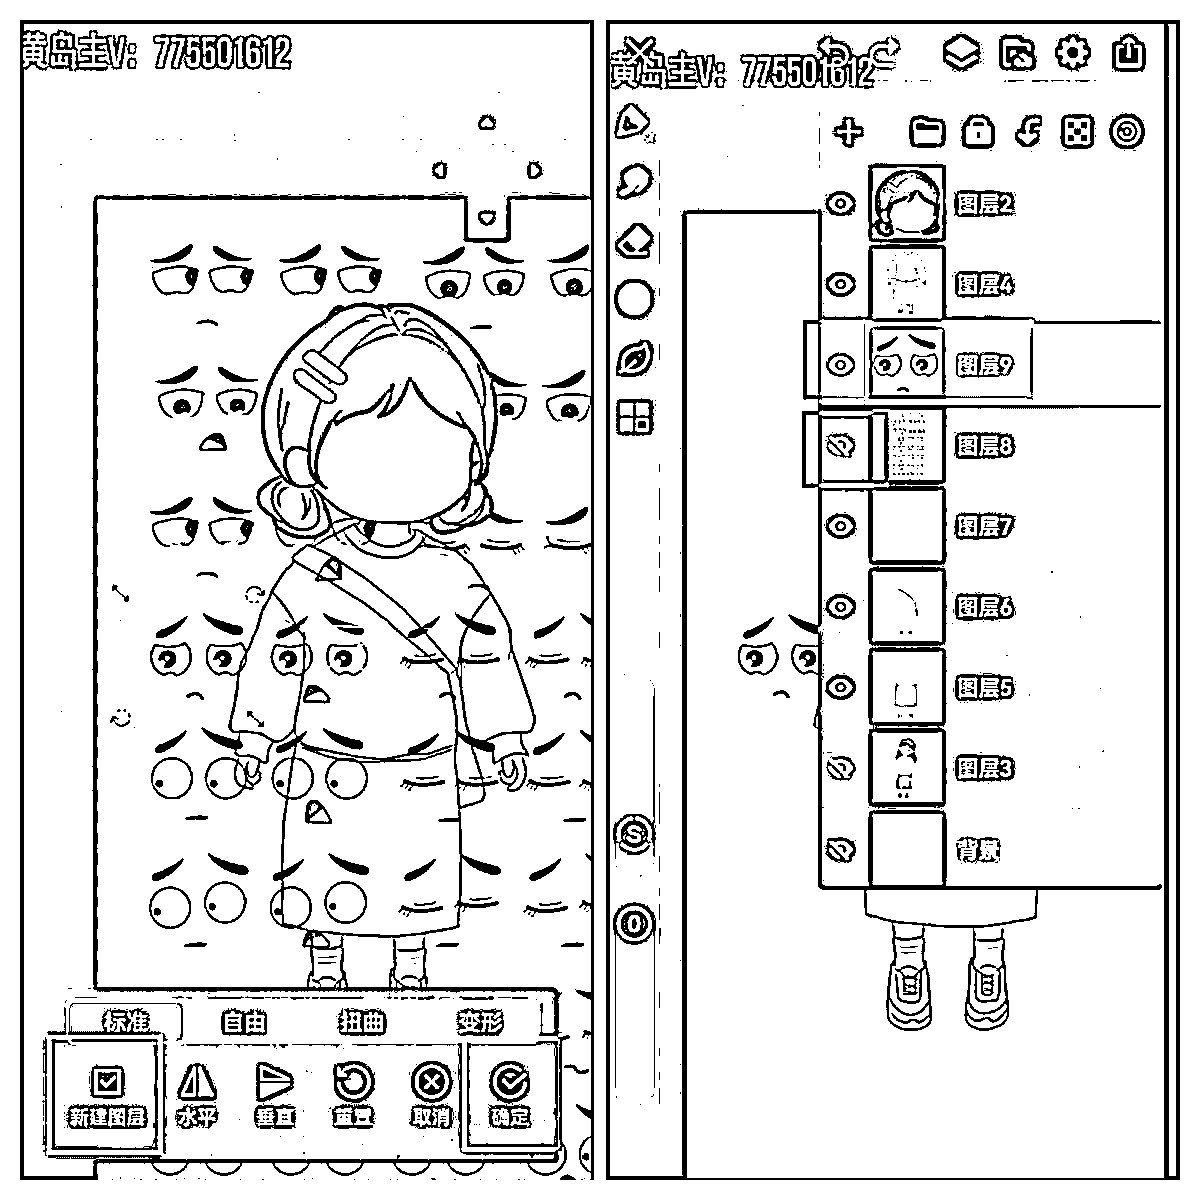 黄岛主V: 775501612
标准 自由 扭曲 变形
新建图层 水平 垂直 重置 取消 确定
黄岛主V: 775501612
图层2
图层4
图层9
图层8
图层7
图层6
图层5
图层3
背景